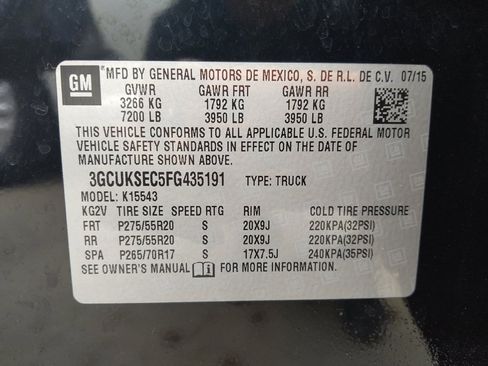 GM MFD BY GENERAL MOTORS DE MEXICO, S. DE R.L. DE C.V. 07/15
GVWR GAWR FRT GAWR RR
3266 KG 1792 KG 1792 KG
7200 LB 3950 LB 3950 LB
THIS VEHICLE CONFORMS TO ALL APPLICABLE U.S. FEDERAL MOTOR
VEHICLE SAFETY STANDARDS IN EFFECT ON THE DATE OF
MANUFACTURE SHOWN ABOVE.
3GCUKSEC5FG435191 TYPE: TRUCK
MODEL: K15543
KG2V TIRE SIZE SPEED RTG RIM COLD TIRE PRESSURE
FRT P275/55R20 S 20X9J 220KPA(32PSI)
RR P275/55R20 S 20X9J 220KPA(32PSI)
SPA P265/70R17 S 17X7.5J 240KPA(35PSI)
SEE OWNER'S MANUAL FOR MORE INFORMATION.